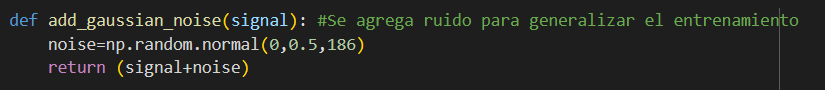 def add_gaussian_noise(signal): #Se agrega ruido para generalizar el entrenamiento
    noise=np.random.normal(0,0.5,186)
    return (signal+noise)